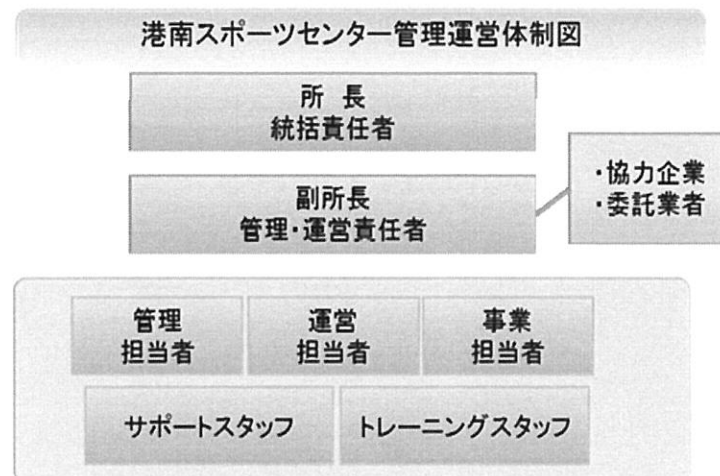 港南スポーツセンター管理運営体制図
所 長
統括責任者
副所長
管理・運営責任者
・協力企業
・委託業者
管理
担当者
運営
担当者
事業
担当者
サポートスタッフ
トレーニングスタッフ